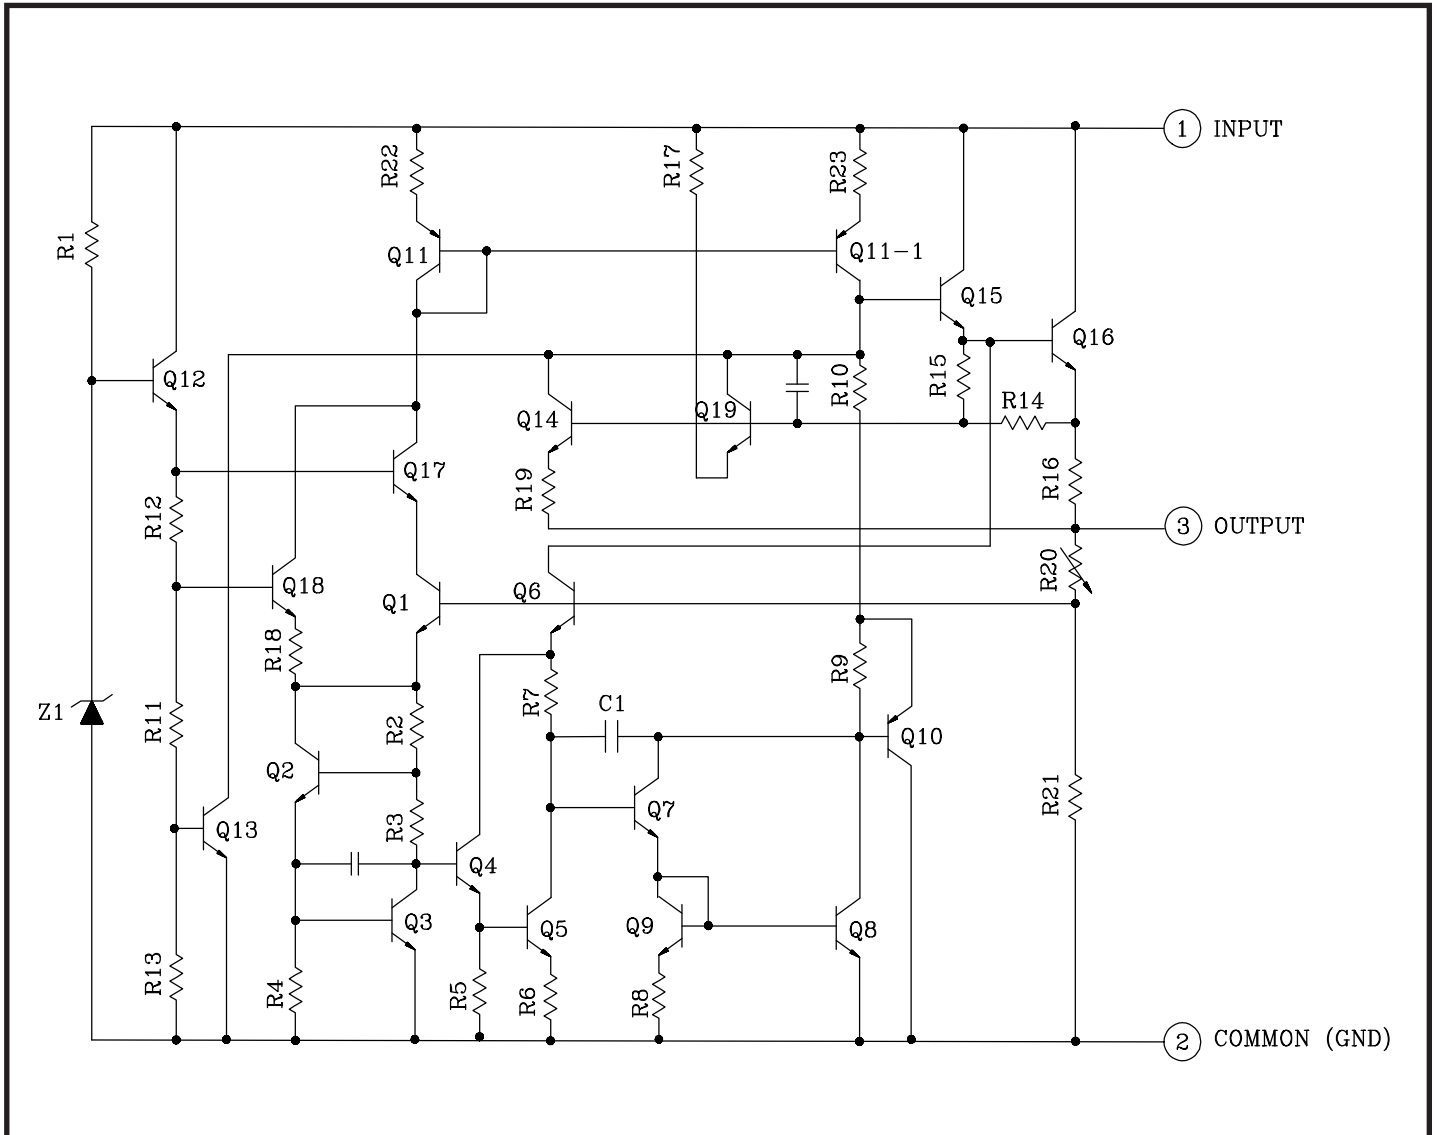 1 INPUT
R22
R17
R23
R1
Q11
Q11-1
Q15
Q16
Q12
R10
R15
R14
Q14
Q19
Q17
R19
R16
R12
3 OUTPUT
R20
Q18
Q1
Q6
R18
R9
R7
C1
Z1
R11
R2
Q10
Q2
R21
Q7
Q13
R3
Q4
Q3
Q5
Q9
Q8
R13
R4
R5
R6
R8
2 COMMON (GND)